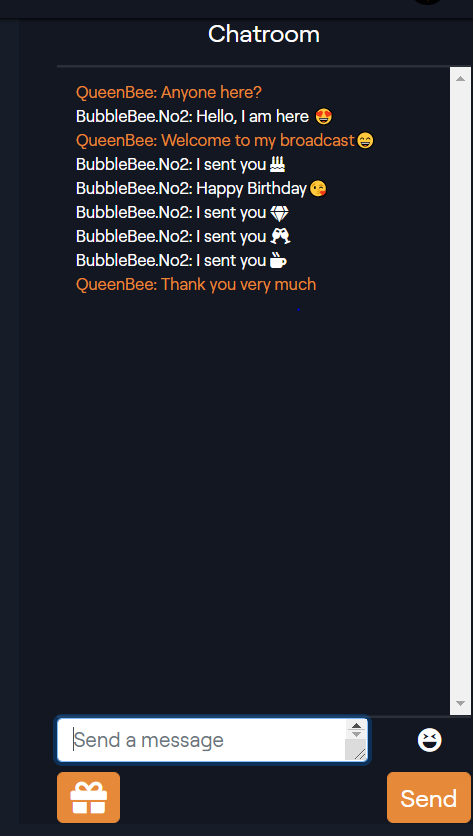 Chatroom
QueenBee: Anyone here?
BubbleBee.No2: Hello, I am here 😍
QueenBee: Welcome to my broadcast😄
BubbleBee.No2: I sent you
BubbleBee.No2: Happy Birthday😘
BubbleBee.No2: I sent you
BubbleBee.No2: I sent you
BubbleBee.No2: I sent you
QueenBee: Thank you very much
Send a message
Send